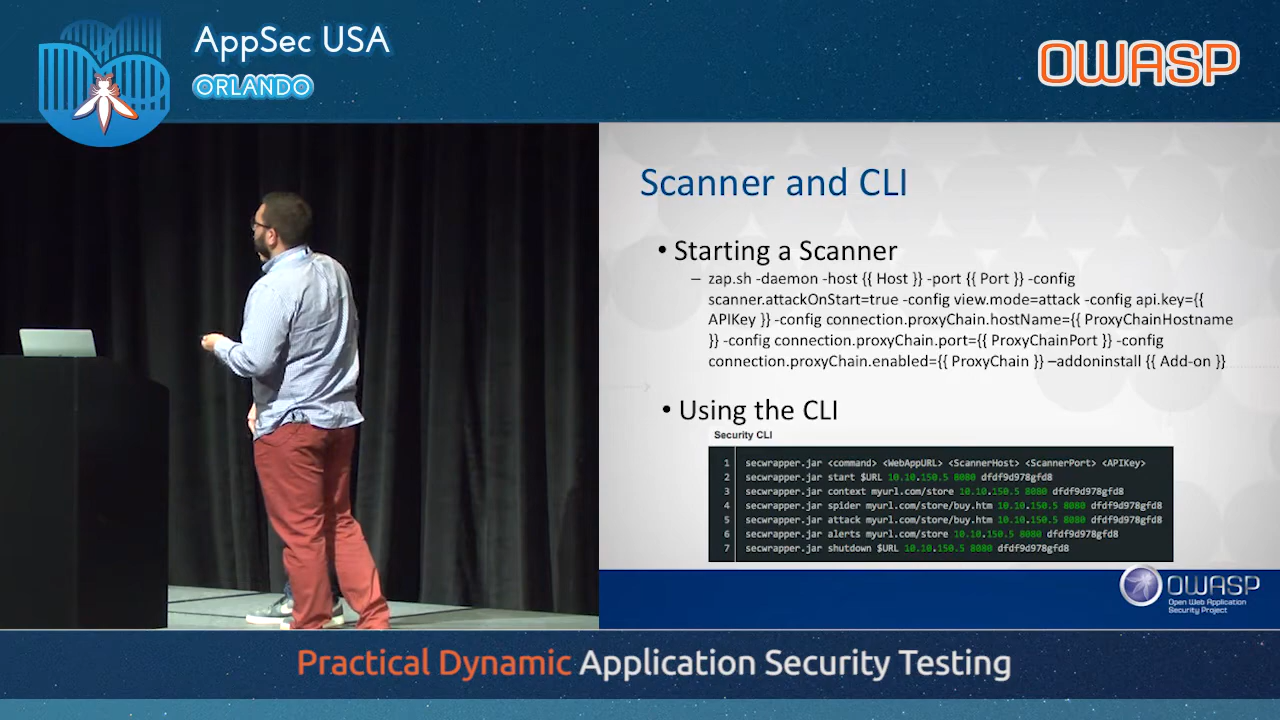 AppSec USA
ORLANDO
OWASP
Scanner and CLI
• Starting a Scanner
– zap.sh -daemon -host {{ Host }} -port {{ Port }} -config
scanner.attackOnStart=true -config view.mode=attack -config api.key={{
APIKey }} -config connection.proxyChain.hostName={{ ProxyChainHostname
}} -config connection.proxyChain.port={{ ProxyChainPort }} -config
connection.proxyChain.enabled={{ ProxyChain }} –addoninstall {{ Add-on }}
• Using the CLI
Security CLI
1 secwrapper.jar <command> <WebAppURL> <ScannerHost> <ScannerPort> <APIKey>
2 secwrapper.jar start $URL 10.10.150.5 8080 dfdf9d978gfd8
3 secwrapper.jar context myurl.com/store 10.10.150.5 8080 dfdf9d978gfd8
4 secwrapper.jar spider myurl.com/store/buy.htm 10.10.150.5 8080 dfdf9d978gfd8
5 secwrapper.jar attack myurl.com/store/buy.htm 10.10.150.5 8080 dfdf9d978gfd8
6 secwrapper.jar alerts myurl.com/store 10.10.150.5 8080 dfdf9d978gfd8
7 secwrapper.jar shutdown $URL 10.10.150.5 8080 dfdf9d978gfd8
OWASP
Open Web Application
Security Project
Practical Dynamic Application Security Testing